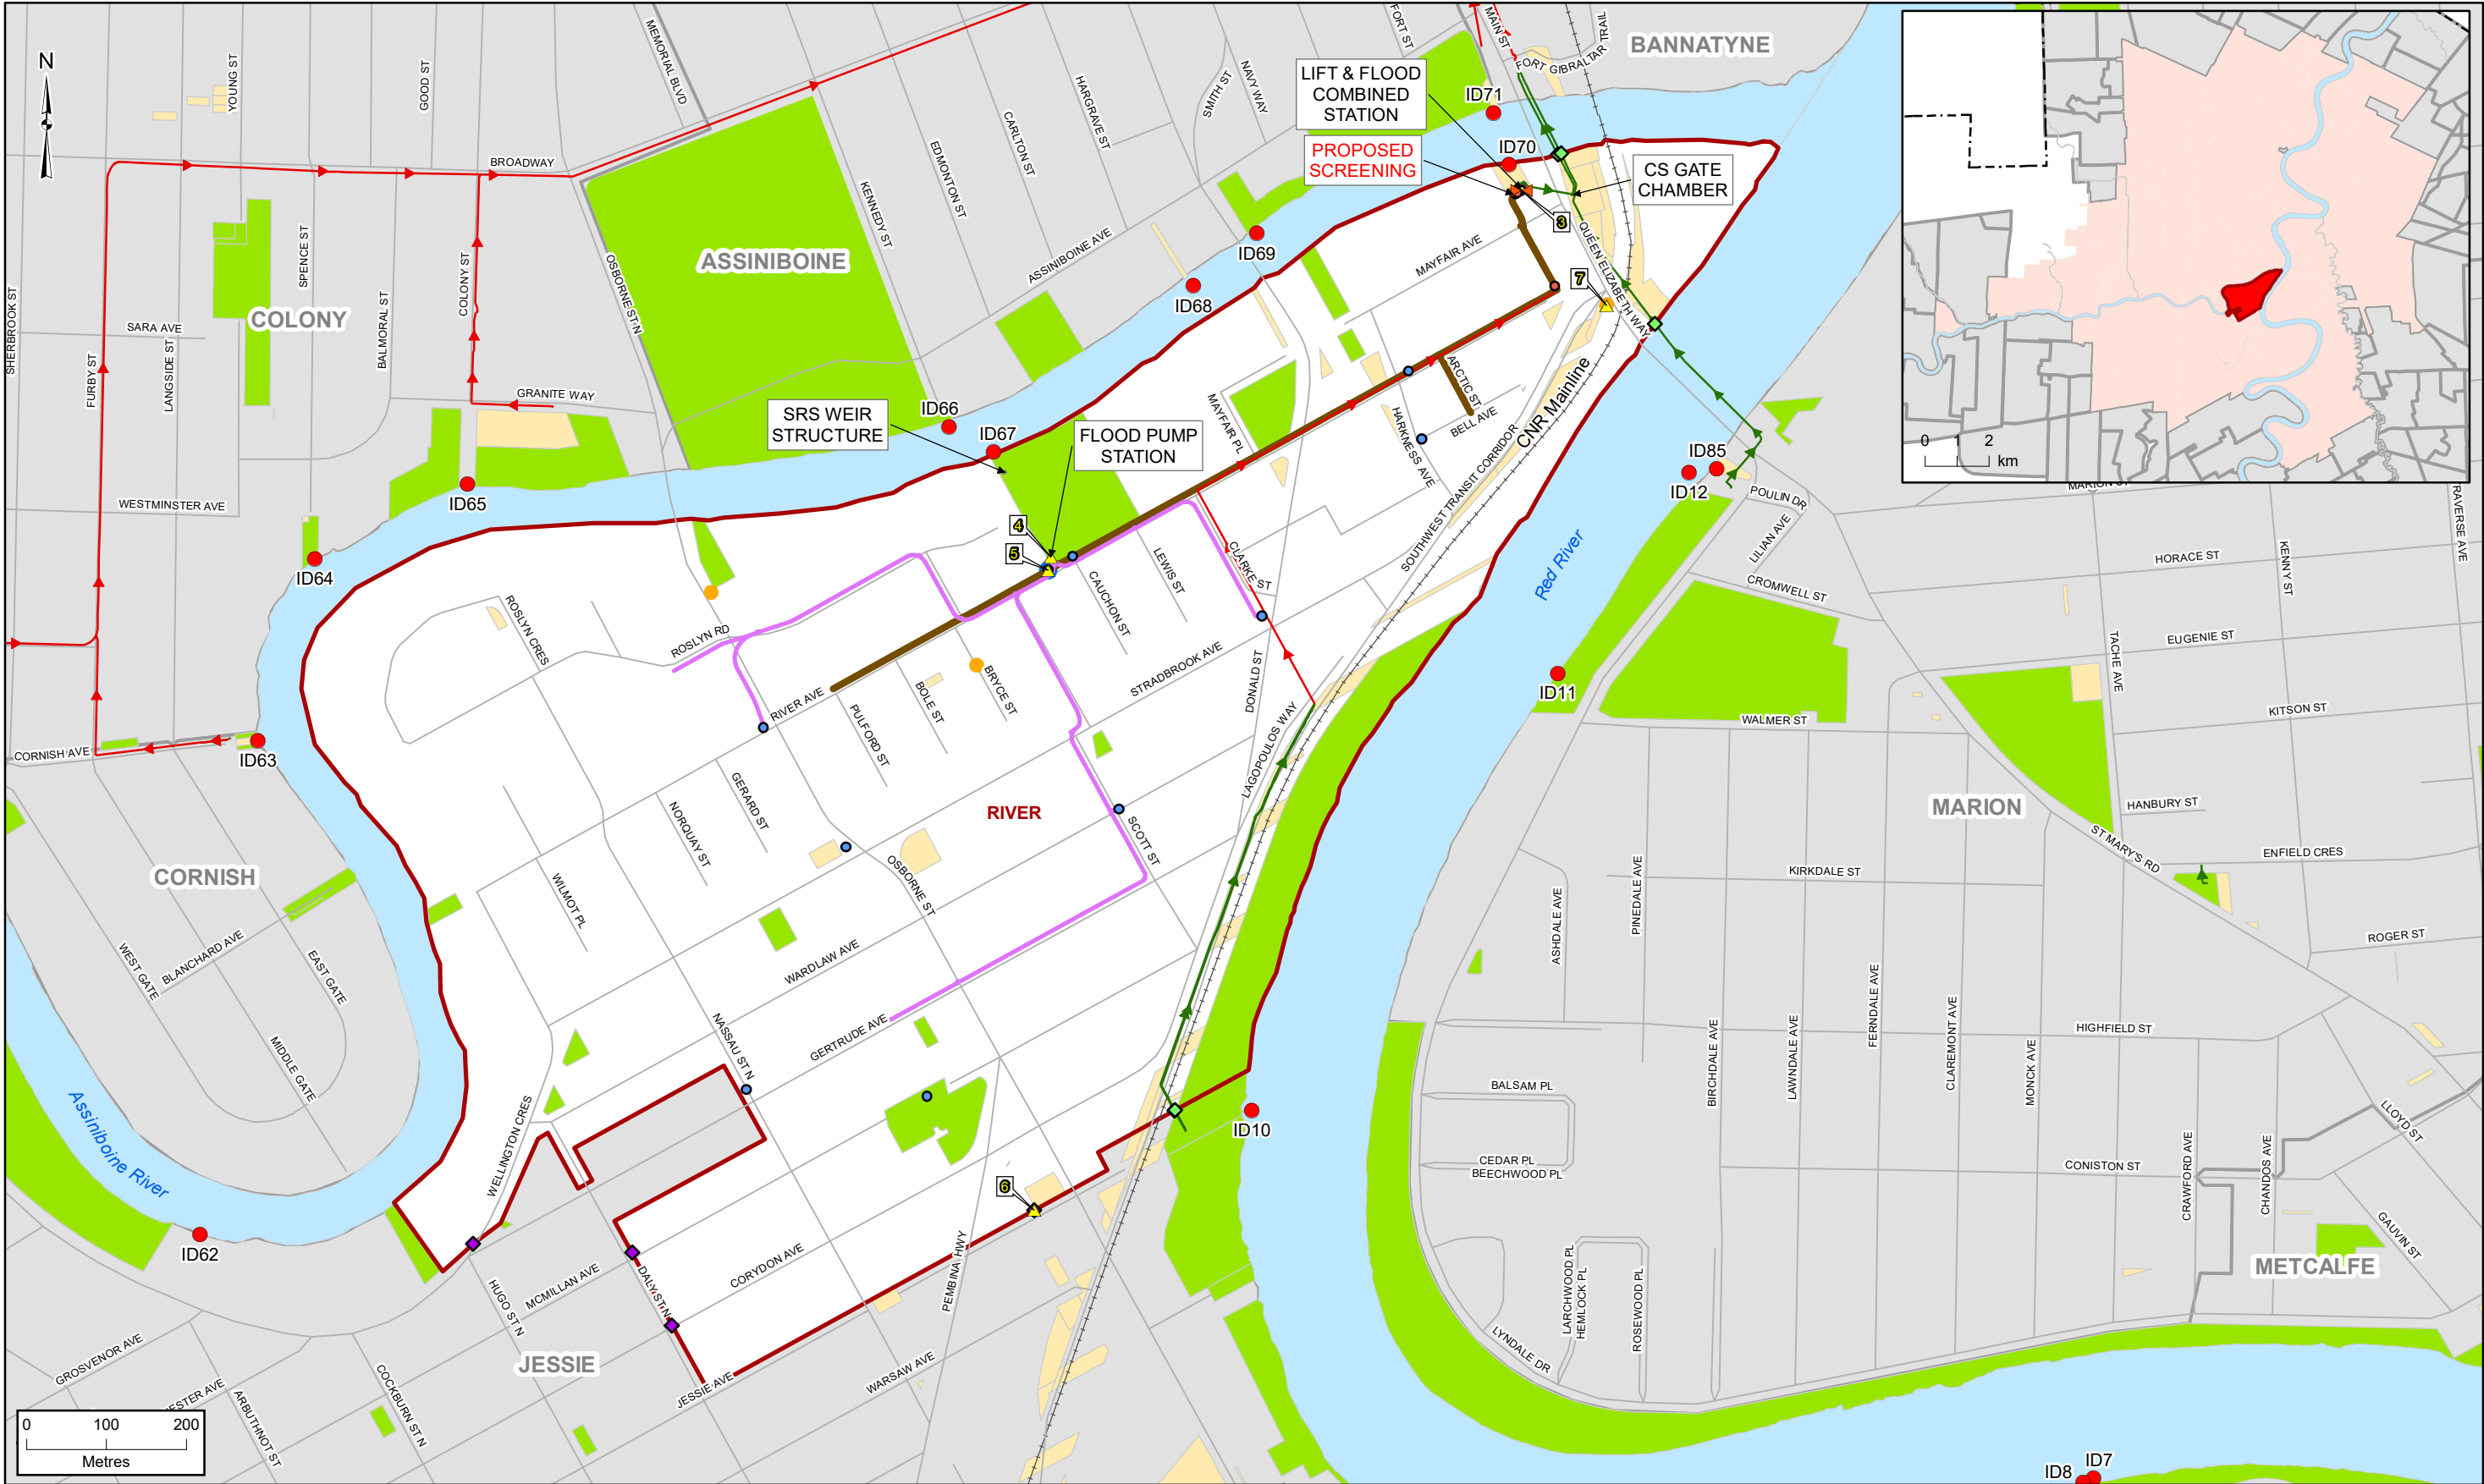 N
YOUNG ST
GOOD ST
MEMORIAL BLVD
FORT ST
MAIN ST
FORT GIBRALTAR TRAIL
BANNATYNE
SMITH ST
NAVY WAY
HARGRAVE ST
CARLTON ST
EDMONTON ST
KENNEDY ST
LIFT & FLOOD
COMBINED
STATION
ID71
PROPOSED
SCREENING
ID70
CS GATE
CHAMBER
BROADWAY
3
7
SHERBROOK ST
FURBY ST
LANGSIDE ST
SPENCE ST
BALMORAL ST
COLONY ST
OSBORNE ST N
SARA AVE
COLONY
ASSINIBOINE
ASSINIBOINE AVE
ID69
ID68
MAYFAIR AVE
QUEEN ELIZABETH WAY
GRANITE WAY
ID66
ID67
SRS WEIR
STRUCTURE
FLOOD PUMP
STATION
MAYFAIR PL
ARCTIC ST
HARKNESS AVE
BELL AVE
CNR Mainline
SOUTHWEST TRANSIT CORRIDOR
0 1 2
km
WESTMINSTER AVE
ID65
ID64
4
5
CLARKE ST
LEWIS ST
CAUCHON ST
Red River
ID12
ID85
POULIN DR
LILIAN AVE
CROMWELL ST
MARION ST
HORACE ST
KENNY ST
TRAVERSE AVE
EUGENIE ST
TACHE AVE
KITSON ST
ID11
WALMER ST
ROSLYN CRES
ROSLYN RD
RIVER AVE
PULFORD ST
BOLE ST
BRYCE ST
STRADBROOK AVE
DONALD ST
LAGOPOULOS WAY
CORNISH AVE
ID63
NORQUAY ST
GERARD ST
RIVER
SCOTT ST
MARION
HANBURY ST
ST MARY'S RD
ENFIELD CRES
CORNISH
WILMOT PL
OSBORNE ST
KIRKDALE ST
ASHDALE AVE
PINEDALE AVE
ROGER ST
WEST GATE
BLANCHARD AVE
EAST GATE
MIDDLE GATE
WARDLAW AVE
GERTRUDE AVE
NASSAU ST N
BIRCHDALE AVE
LAWNDALE AVE
FERNDALE AVE
CLAREMONT AVE
MONCK AVE
HIGHFIELD ST
Assiniboine River
WELLINGTON CRES
ID62
6
ID10
BALSAM PL
CEDAR PL
BEECHWOOD PL
CONISTON ST
CRAWFORD AVE
CHANDOS AVE
LLOYD ST
GAUVIN ST
METCALFE
HUGO ST N
MCMILLAN AVE
DALY ST N
CORYDON AVE
PEMBINA HWY
LARCHWOOD PL
HEMLOCK PL
ROSEWOOD PL
LYNDALE DR
GROSVENOR AVE
JESSIE
JESSIE AVE
WARSAW AVE
ARBUTHNOT ST
COCKBURN ST N
0 100 200
Metres
ID8
ID7